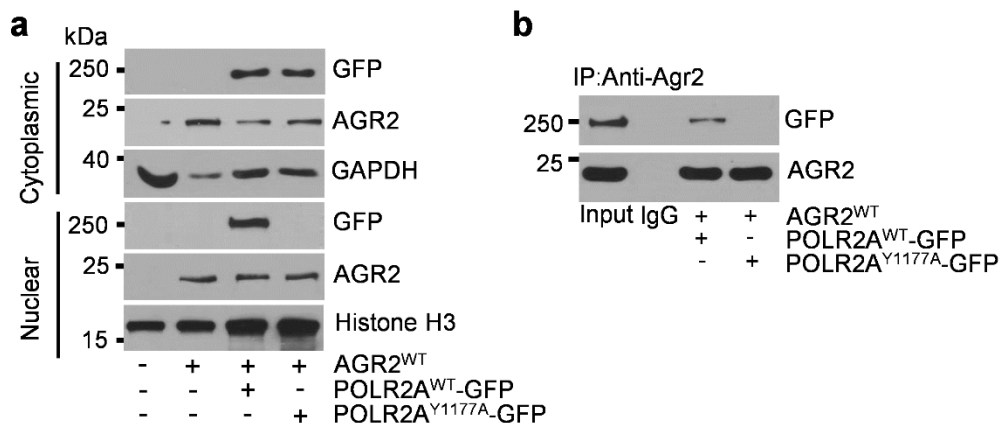 a
kDa
Cytoplasmic
250
GFP
25
AGR2
40
GAPDH
Nuclear
250
GFP
25
AGR2
15
Histone H3
- + + + AGR2WT
- - + - POLR2AWT-GFP
- - - + POLR2AY1177A-GFP
b
IP:Anti-Agr2
250
GFP
25
AGR2
Input IgG + + AGR2WT
+ - POLR2AWT-GFP
- + POLR2AY1177A-GFP